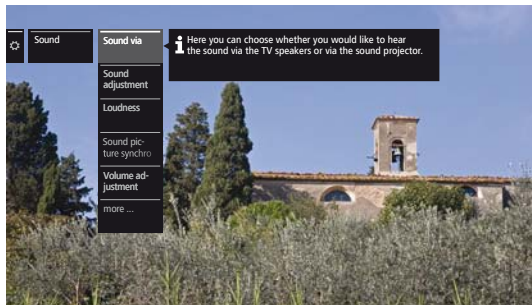 Sound
Sound via
Here you can choose whether you would like to hear
the sound via the TV speakers or via the sound projector.
Sound
adjustment
Loudness
Sound pic-
ture synchro
Volume ad-
justment
more ...